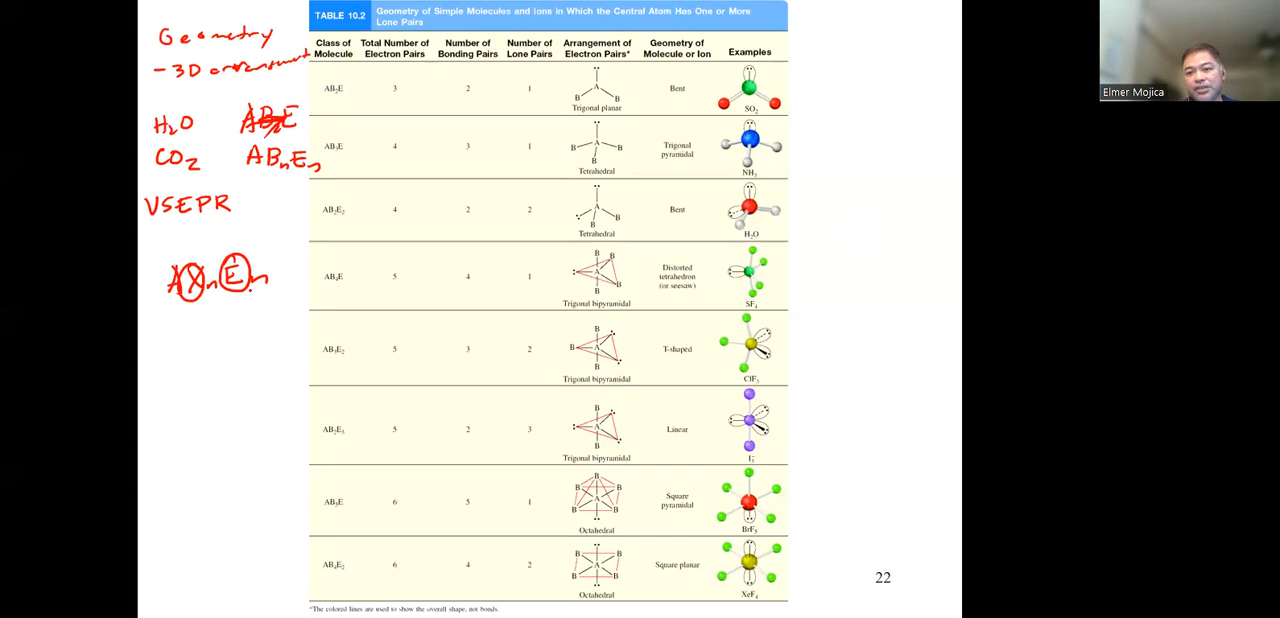 Geometry
- 3D arrangement
H₂O AB₂E
CO₂ ABₙEₙ
VSEPR
AXₙEₙ
TABLE 10.2 Geometry of Simple Molecules and Ions in Which the Central Atom Has One or More Lone Pairs
Class of Molecule Total Number of Electron Pairs Number of Bonding Pairs Number of Lone Pairs Arrangement of Electron Pairs* Geometry of Molecule or Ion Examples
AB₂E 3 2 1 A B B Trigonal planar Bent SO₂
AB₃E 4 3 1 B A B B Tetrahedral Trigonal pyramidal NH₃
AB₂E₂ 4 2 2 A B B Tetrahedral Bent H₂O
AB₄E 5 4 1 B B A B B Trigonal bipyramidal Distorted tetrahedron (or seesaw) SF₄
AB₃E₂ 5 3 2 B B A B Trigonal bipyramidal T-shaped ClF₃
AB₂E₃ 5 2 3 B A B Trigonal bipyramidal Linear I₃⁻
AB₅E 6 5 1 B B B A B B Octahedral Square pyramidal BrF₅
AB₄E₂ 6 4 2 B B A B B Octahedral Square planar XeF₄
*The colored lines are used to show the overall shape, not bonds.
22
Elmer Mojica